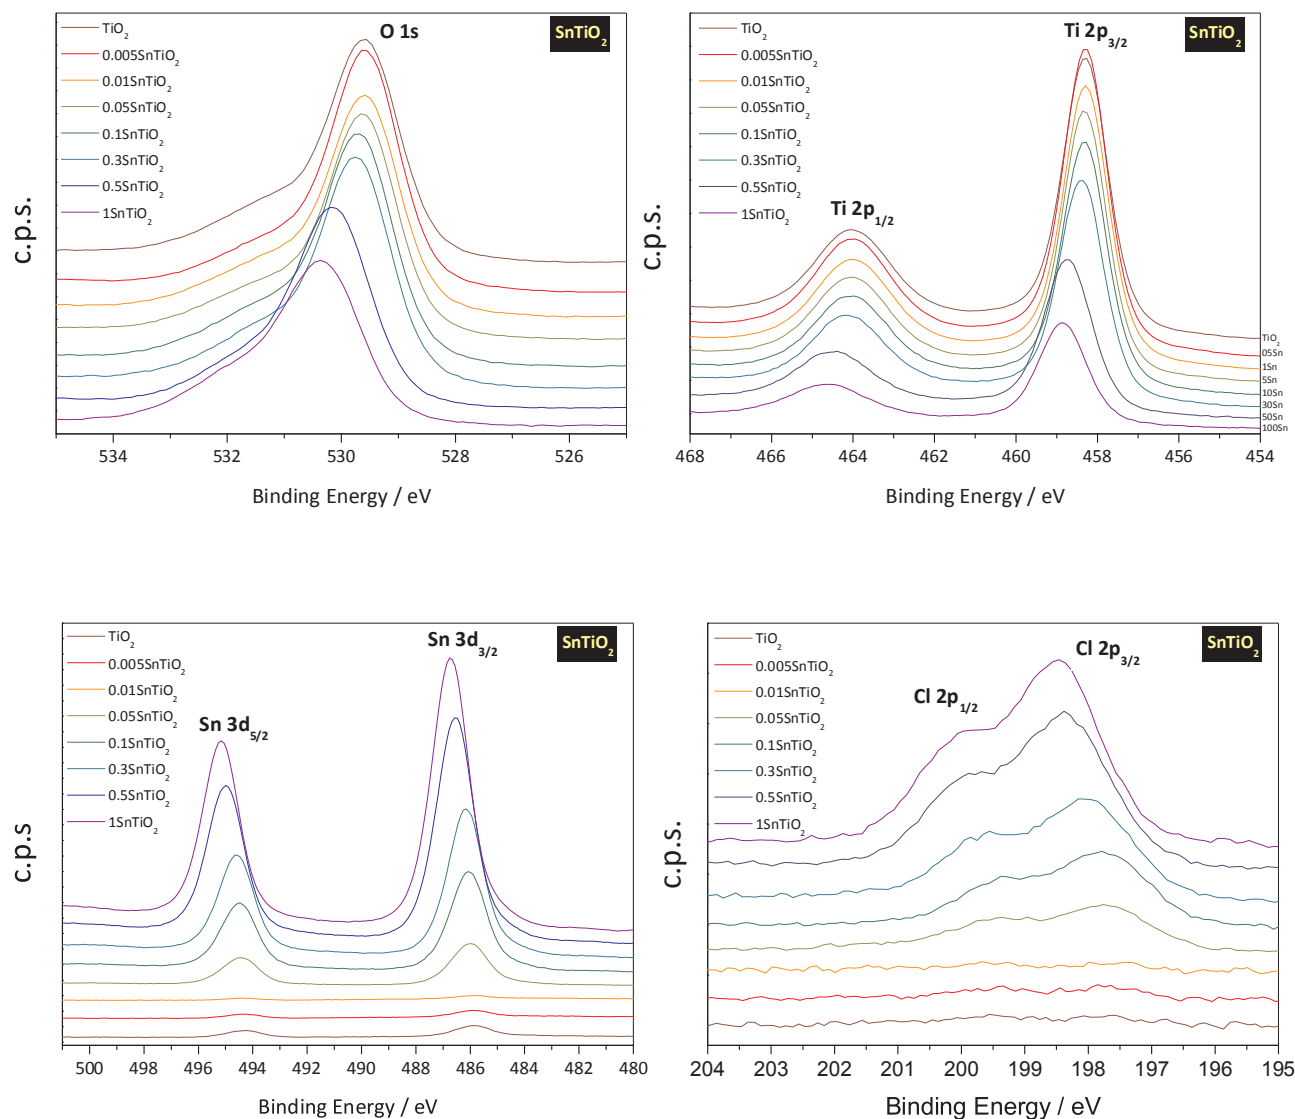 TiO₂
0.005SnTiO₂
0.01SnTiO₂
0.05SnTiO₂
0.1SnTiO₂
0.3SnTiO₂
0.5SnTiO₂
1SnTiO₂
O 1s
SnTiO₂
c.p.s.
534 532 530 528 526
Binding Energy / eV
TiO₂
0.005SnTiO₂
0.01SnTiO₂
0.05SnTiO₂
0.1SnTiO₂
0.3SnTiO₂
0.5SnTiO₂
1SnTiO₂
Ti 2p₃/₂
SnTiO₂
Ti 2p₁/₂
c.p.s.
TiO₂
05Sn
1Sn
5Sn
10Sn
30Sn
50Sn
100Sn
468 466 464 462 460 458 456 454
Binding Energy / eV
TiO₂
0.005SnTiO₂
0.01SnTiO₂
0.05SnTiO₂
0.1SnTiO₂
0.3SnTiO₂
0.5SnTiO₂
1SnTiO₂
Sn 3d₃/₂
SnTiO₂
Sn 3d₅/₂
c.p.s
500 498 496 494 492 490 488 486 484 482 480
Binding Energy / eV
TiO₂
0.005SnTiO₂
0.01SnTiO₂
0.05SnTiO₂
0.1SnTiO₂
0.3SnTiO₂
0.5SnTiO₂
1SnTiO₂
SnTiO₂
Cl 2p₃/₂
Cl 2p₁/₂
c.p.s.
204 203 202 201 200 199 198 197 196 195
Binding Energy / eV